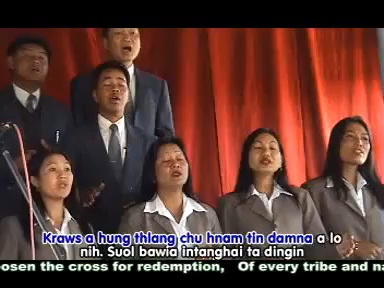 Kraws a hung thlang chu hnam tin damna a lo
nih. Suol bawia intanghai ta dingin
oosen the cross for redemption, Of every tribe and na